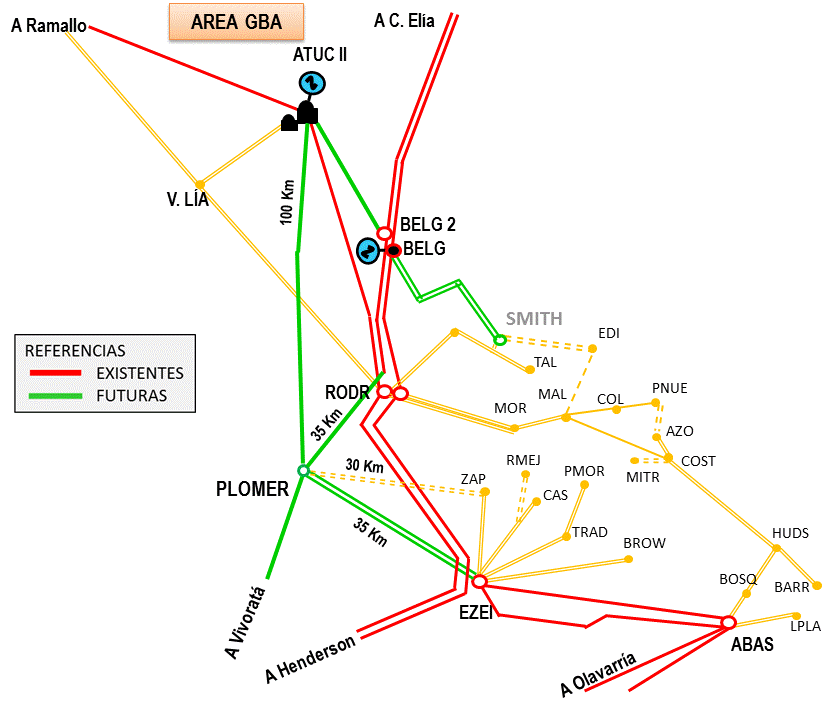 AREA GBA
A Ramallo
A C. Elía
ATUC II
V. LÍA
100 Km
BELG 2
BELG
SMITH
EDI
TAL
REFERENCIAS
EXISTENTES
FUTURAS
RODR
MAL
COL
PNUE
MOR
AZO
35 Km
30 Km
RMEJ
PMOR
MITR
COST
PLOMER
ZAP
CAS
35 Km
TRAD
BROW
HUDS
BOSQ
BARR
EZEI
LPLA
A Vivoratá
A Henderson
ABAS
A Olavarría